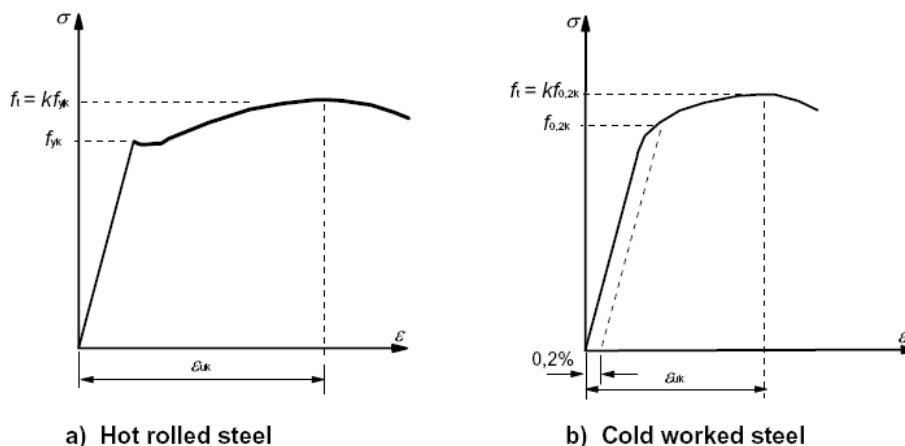 σ
ft = kfyk
fyk
ε
εuk
a) Hot rolled steel
σ
ft = kf0,2k
f0,2k
ε
0,2%
εuk
b) Cold worked steel